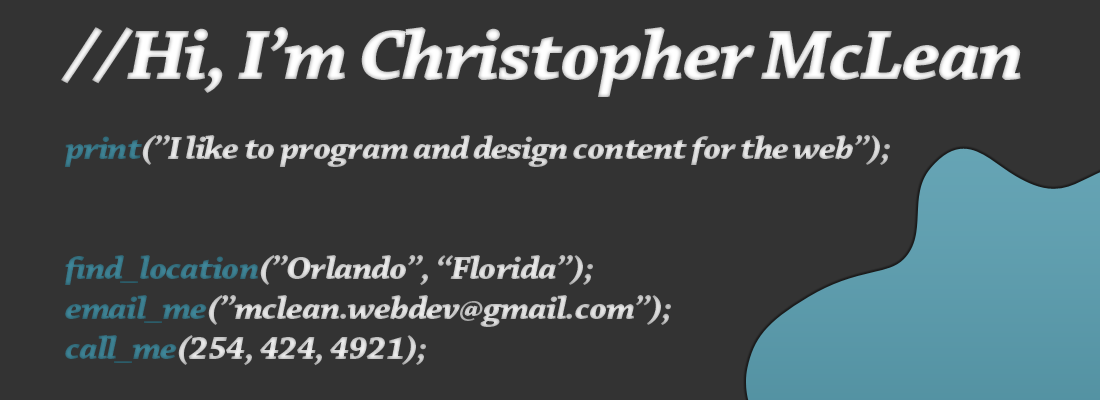 //Hi, I’m Christopher McLean
print(”I like to program and design content for the web”);
find_location(”Orlando”, “Florida”);
email_me(”mclean.webdev@gmail.com”);
call_me(254, 424, 4921);